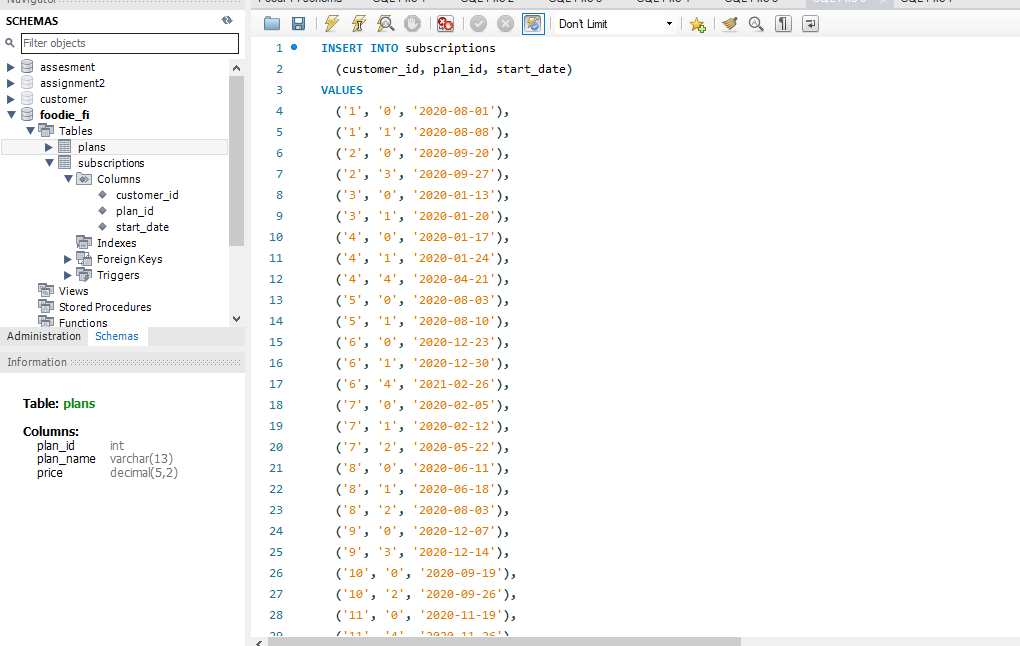 SCHEMAS
Filter objects
assesment
assignment2
customer
foodie_fi
Tables
plans
subscriptions
Columns
customer_id
plan_id
start_date
Indexes
Foreign Keys
Triggers
Views
Stored Procedures
Functions
Administration Schemas
Information
Table: plans
Columns:
plan_id int
plan_name varchar(13)
price decimal(5,2)
Don't Limit
1 INSERT INTO subscriptions
2 (customer_id, plan_id, start_date)
3 VALUES
4 ('1', '0', '2020-08-01'),
5 ('1', '1', '2020-08-08'),
6 ('2', '0', '2020-09-20'),
7 ('2', '3', '2020-09-27'),
8 ('3', '0', '2020-01-13'),
9 ('3', '1', '2020-01-20'),
10 ('4', '0', '2020-01-17'),
11 ('4', '1', '2020-01-24'),
12 ('4', '4', '2020-04-21'),
13 ('5', '0', '2020-08-03'),
14 ('5', '1', '2020-08-10'),
15 ('6', '0', '2020-12-23'),
16 ('6', '1', '2020-12-30'),
17 ('6', '4', '2021-02-26'),
18 ('7', '0', '2020-02-05'),
19 ('7', '1', '2020-02-12'),
20 ('7', '2', '2020-05-22'),
21 ('8', '0', '2020-06-11'),
22 ('8', '1', '2020-06-18'),
23 ('8', '2', '2020-08-03'),
24 ('9', '0', '2020-12-07'),
25 ('9', '3', '2020-12-14'),
26 ('10', '0', '2020-09-19'),
27 ('10', '2', '2020-09-26'),
28 ('11', '0', '2020-11-19'),
29 ('11', '4', '2020-11-26'),